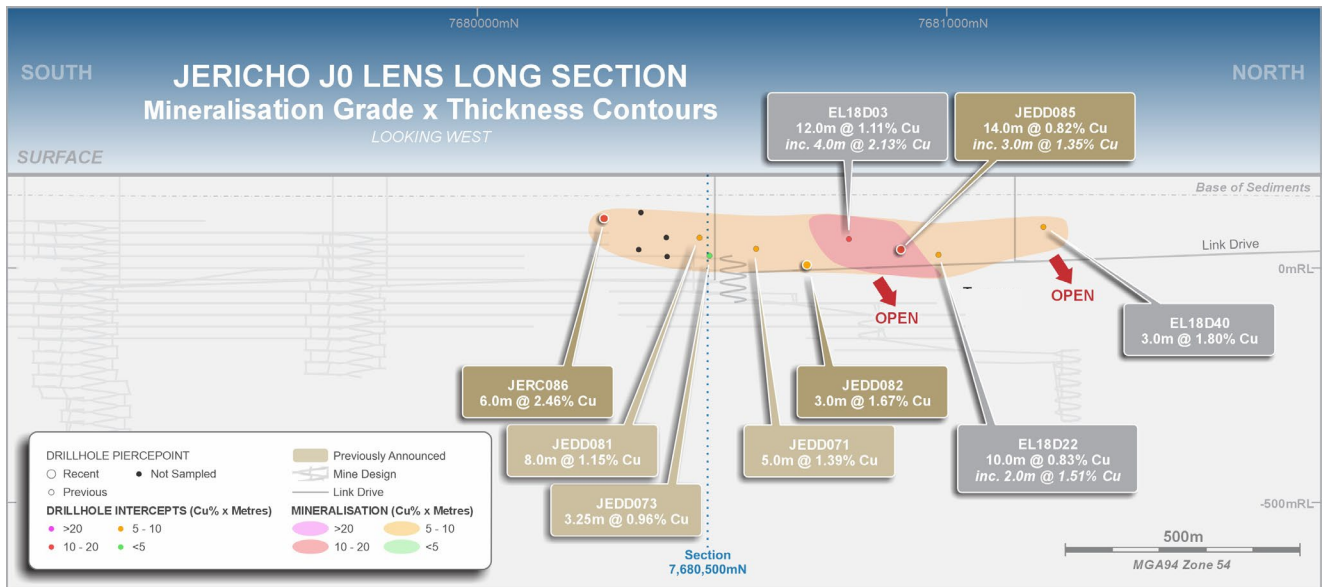 7680000mN
7681000mN
SOUTH
NORTH
JERICHO J0 LENS LONG SECTION
Mineralisation Grade x Thickness Contours
LOOKING WEST
SURFACE
EL18D03
12.0m @ 1.11% Cu
inc. 4.0m @ 2.13% Cu
JEDD085
14.0m @ 0.82% Cu
inc. 3.0m @ 1.35% Cu
Base of Sediments
Link Drive
0mRL
OPEN
OPEN
EL18D40
3.0m @ 1.80% Cu
JERC086
6.0m @ 2.46% Cu
JEDD082
3.0m @ 1.67% Cu
JEDD081
8.0m @ 1.15% Cu
JEDD071
5.0m @ 1.39% Cu
EL18D22
10.0m @ 0.83% Cu
inc. 2.0m @ 1.51% Cu
JEDD073
3.25m @ 0.96% Cu
-500mRL
DRILLHOLE PIERCEPOINT
Recent
Not Sampled
Previous
Previously Announced
Mine Design
Link Drive
DRILLHOLE INTERCEPTS (Cu% x Metres)
>20
5 - 10
10 - 20
<5
MINERALISATION (Cu% x Metres)
>20
5 - 10
10 - 20
<5
Section
7,680,500mN
500m
MGA94 Zone 54